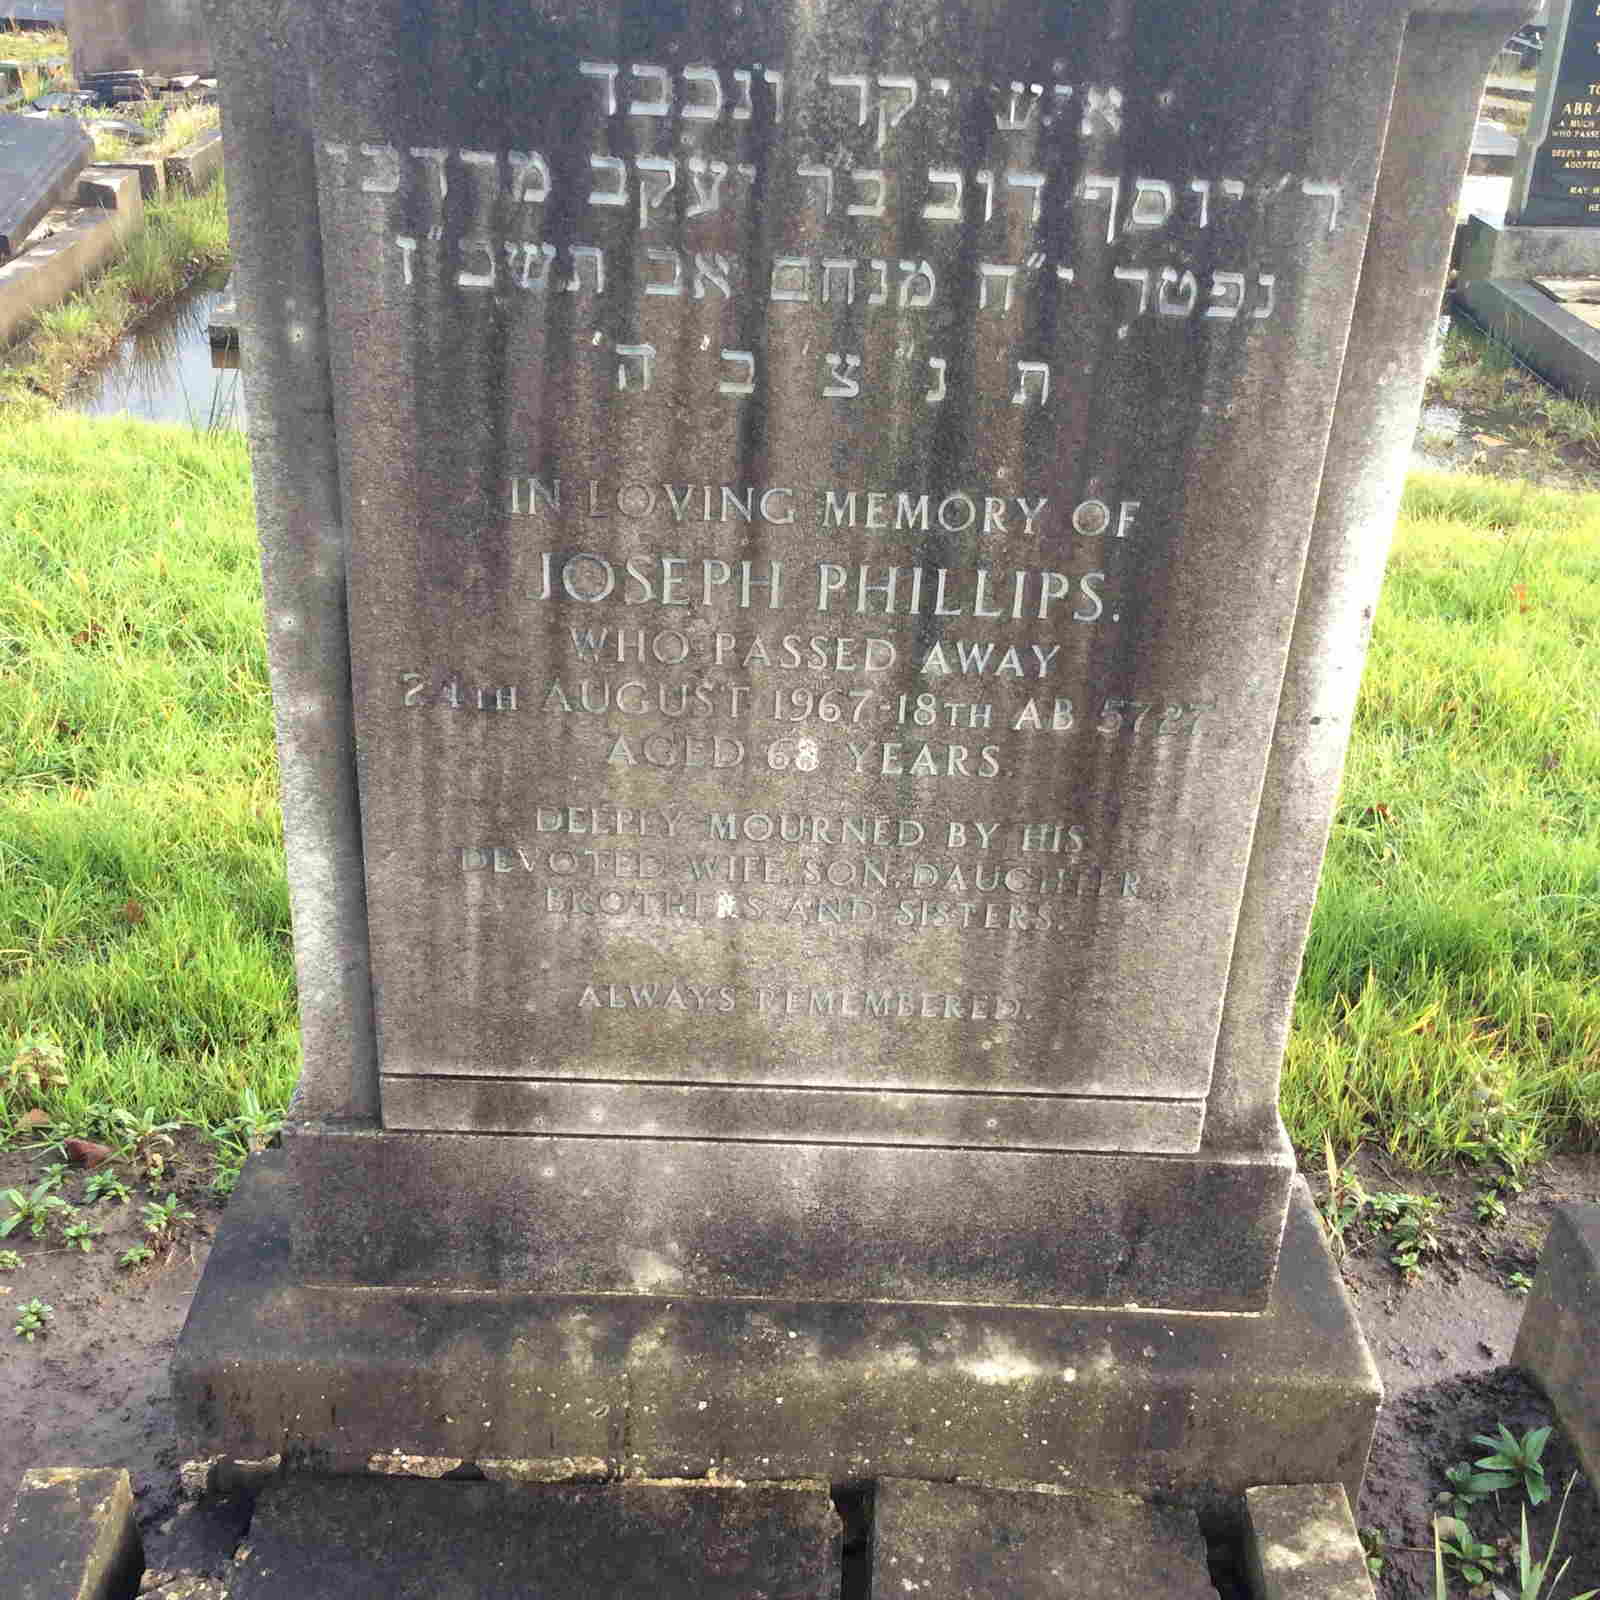 איש יקר ונכבד
ר׳ יוסף דוב בר יעקב מרדכי
נפטר י״ח מנחם אב תשכ״ז
ת׳ נ׳ צ׳ ב׳ ה׳
IN LOVING MEMORY OF
JOSEPH PHILLIPS.
WHO PASSED AWAY
24TH AUGUST 1967-18TH AB 5727
AGED 68 YEARS.
DEEPLY MOURNED BY HIS
DEVOTED WIFE, SON, DAUGHTER
BROTHERS AND SISTERS.
ALWAYS REMEMBERED.